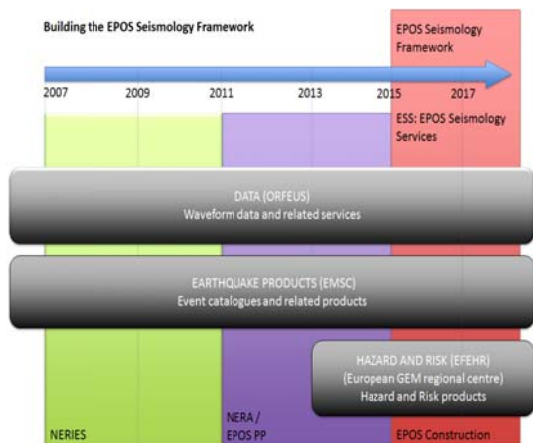 Building the EPOS Seismology Framework
EPOS Seismology
Framework
2007 2009 2011 2013 2015 2017
ESS: EPOS Seismology
Services
DATA (ORFEUS)
Waveform data and related services
EARTHQUAKE PRODUCTS (EMSC)
Event catalogues and related products
HAZARD AND RISK (EFEHR)
(European GEM regional centre)
Hazard and Risk products
NERIES
NERA /
EPOS PP
EPOS Construction